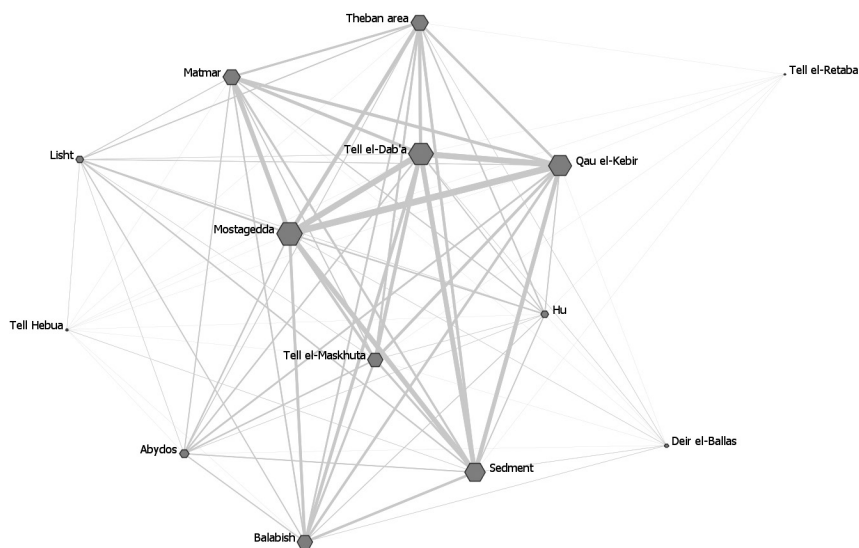 Theban area
Matmar
Tell el-Retaba
Tell el-Dab'a
Lisht
Qau el-Kebir
Mostagedda
Hu
Tell Hebua
Tell el-Maskhuta
Deir el-Ballas
Abydos
Sedment
Balabish